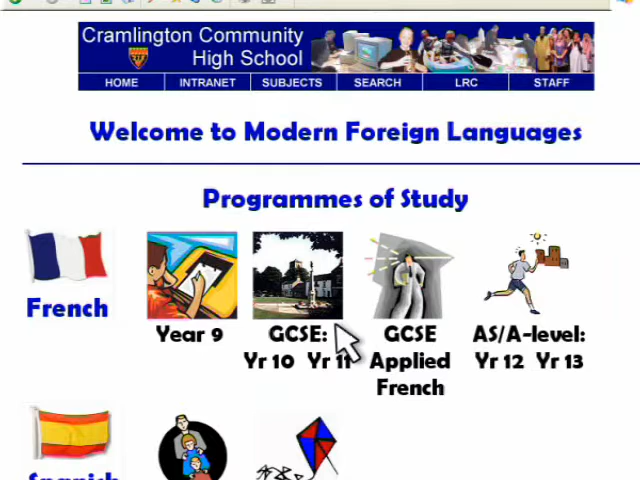 Cramlington Community
High School
HOME
INTRANET
SUBJECTS
SEARCH
LRC
STAFF
Welcome to Modern Foreign Languages
Programmes of Study
French
Year 9
GCSE:
Yr 10 Yr 11
GCSE
Applied
French
AS/A-level:
Yr 12 Yr 13
Spanish